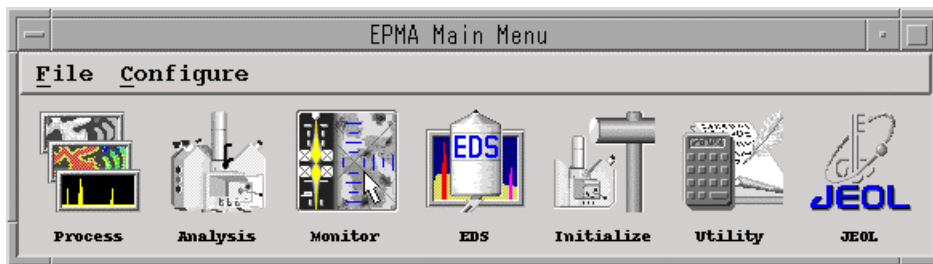 EPMA Main Menu
File Configure
EDS
JEOL
Process Analysis Monitor EDS Initialize Utility JEOL